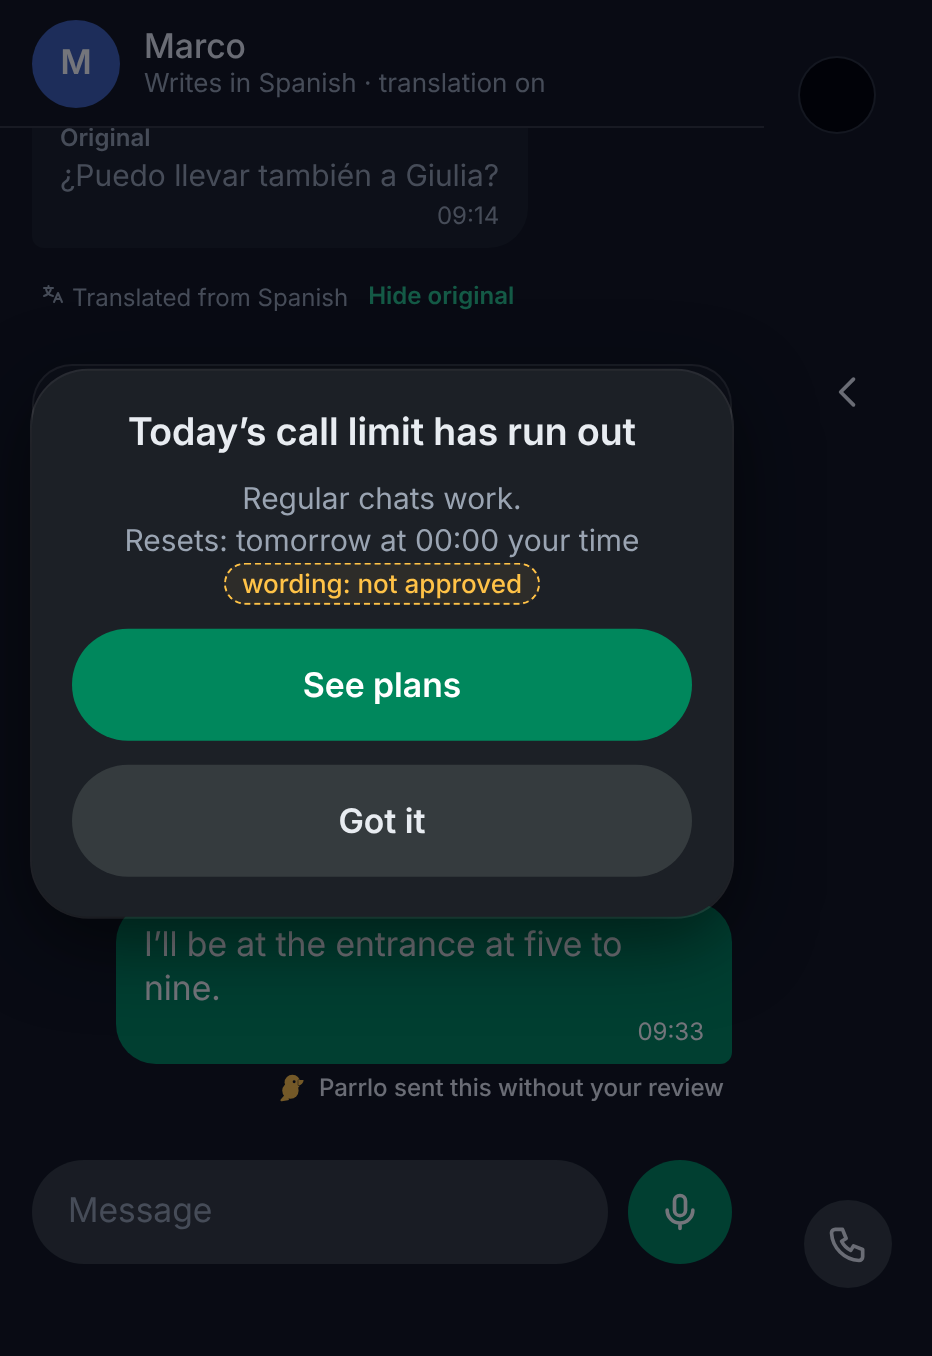 M
Marco
Writes in Spanish · translation on
Original
¿Puedo llevar también a Giulia?
09:14
Translated from Spanish Hide original
Today’s call limit has run out
Regular chats work.
Resets: tomorrow at 00:00 your time
wording: not approved
See plans
Got it
I’ll be at the entrance at five to
nine.
09:33
Parrlo sent this without your review
Message